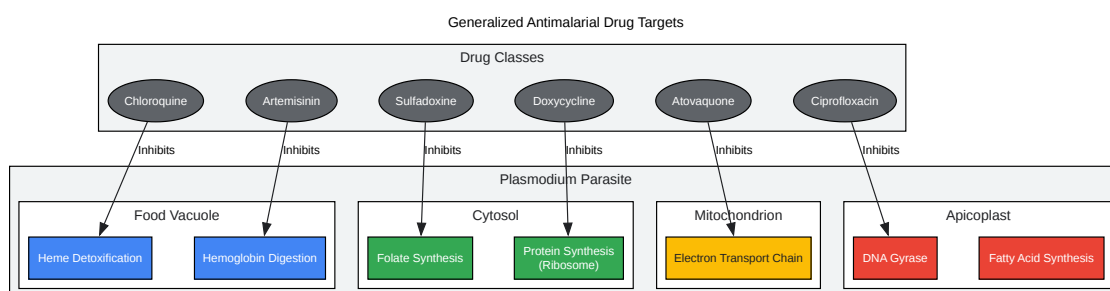 Generalized Antimalarial Drug Targets
Drug Classes
Chloroquine
Artemisinin
Sulfadoxine
Doxycycline
Atovaquone
Ciprofloxacin
Inhibits
Inhibits
Inhibits
Inhibits
Inhibits
Inhibits
Plasmodium Parasite
Food Vacuole
Cytosol
Mitochondrion
Apicoplast
Heme Detoxification
Hemoglobin Digestion
Folate Synthesis
Protein Synthesis
(Ribosome)
Electron Transport Chain
DNA Gyrase
Fatty Acid Synthesis